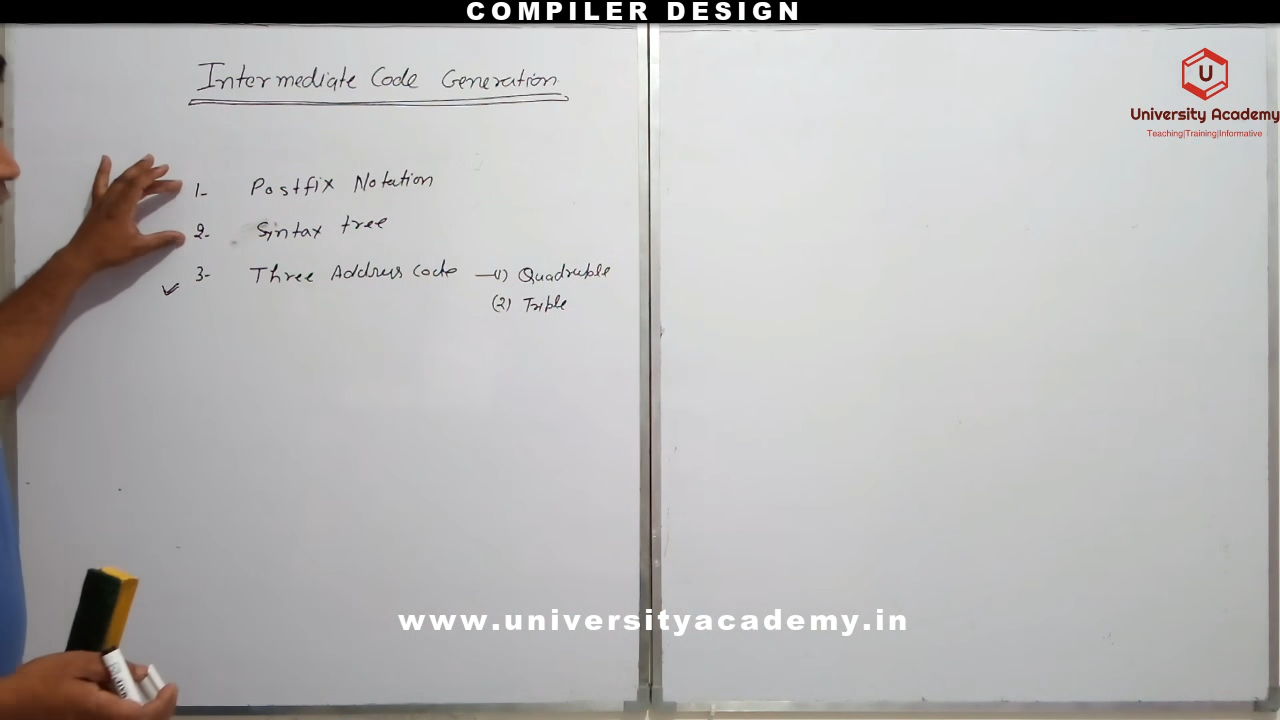 COMPILER DESIGN
Intermediate Code Generation
U
University Academy
Teaching|Training|Informative
1- Postfix Notation
2- Sintax tree
3- Three Address Code → (1) Quadruple
(2) Triple
www.universityacademy.in